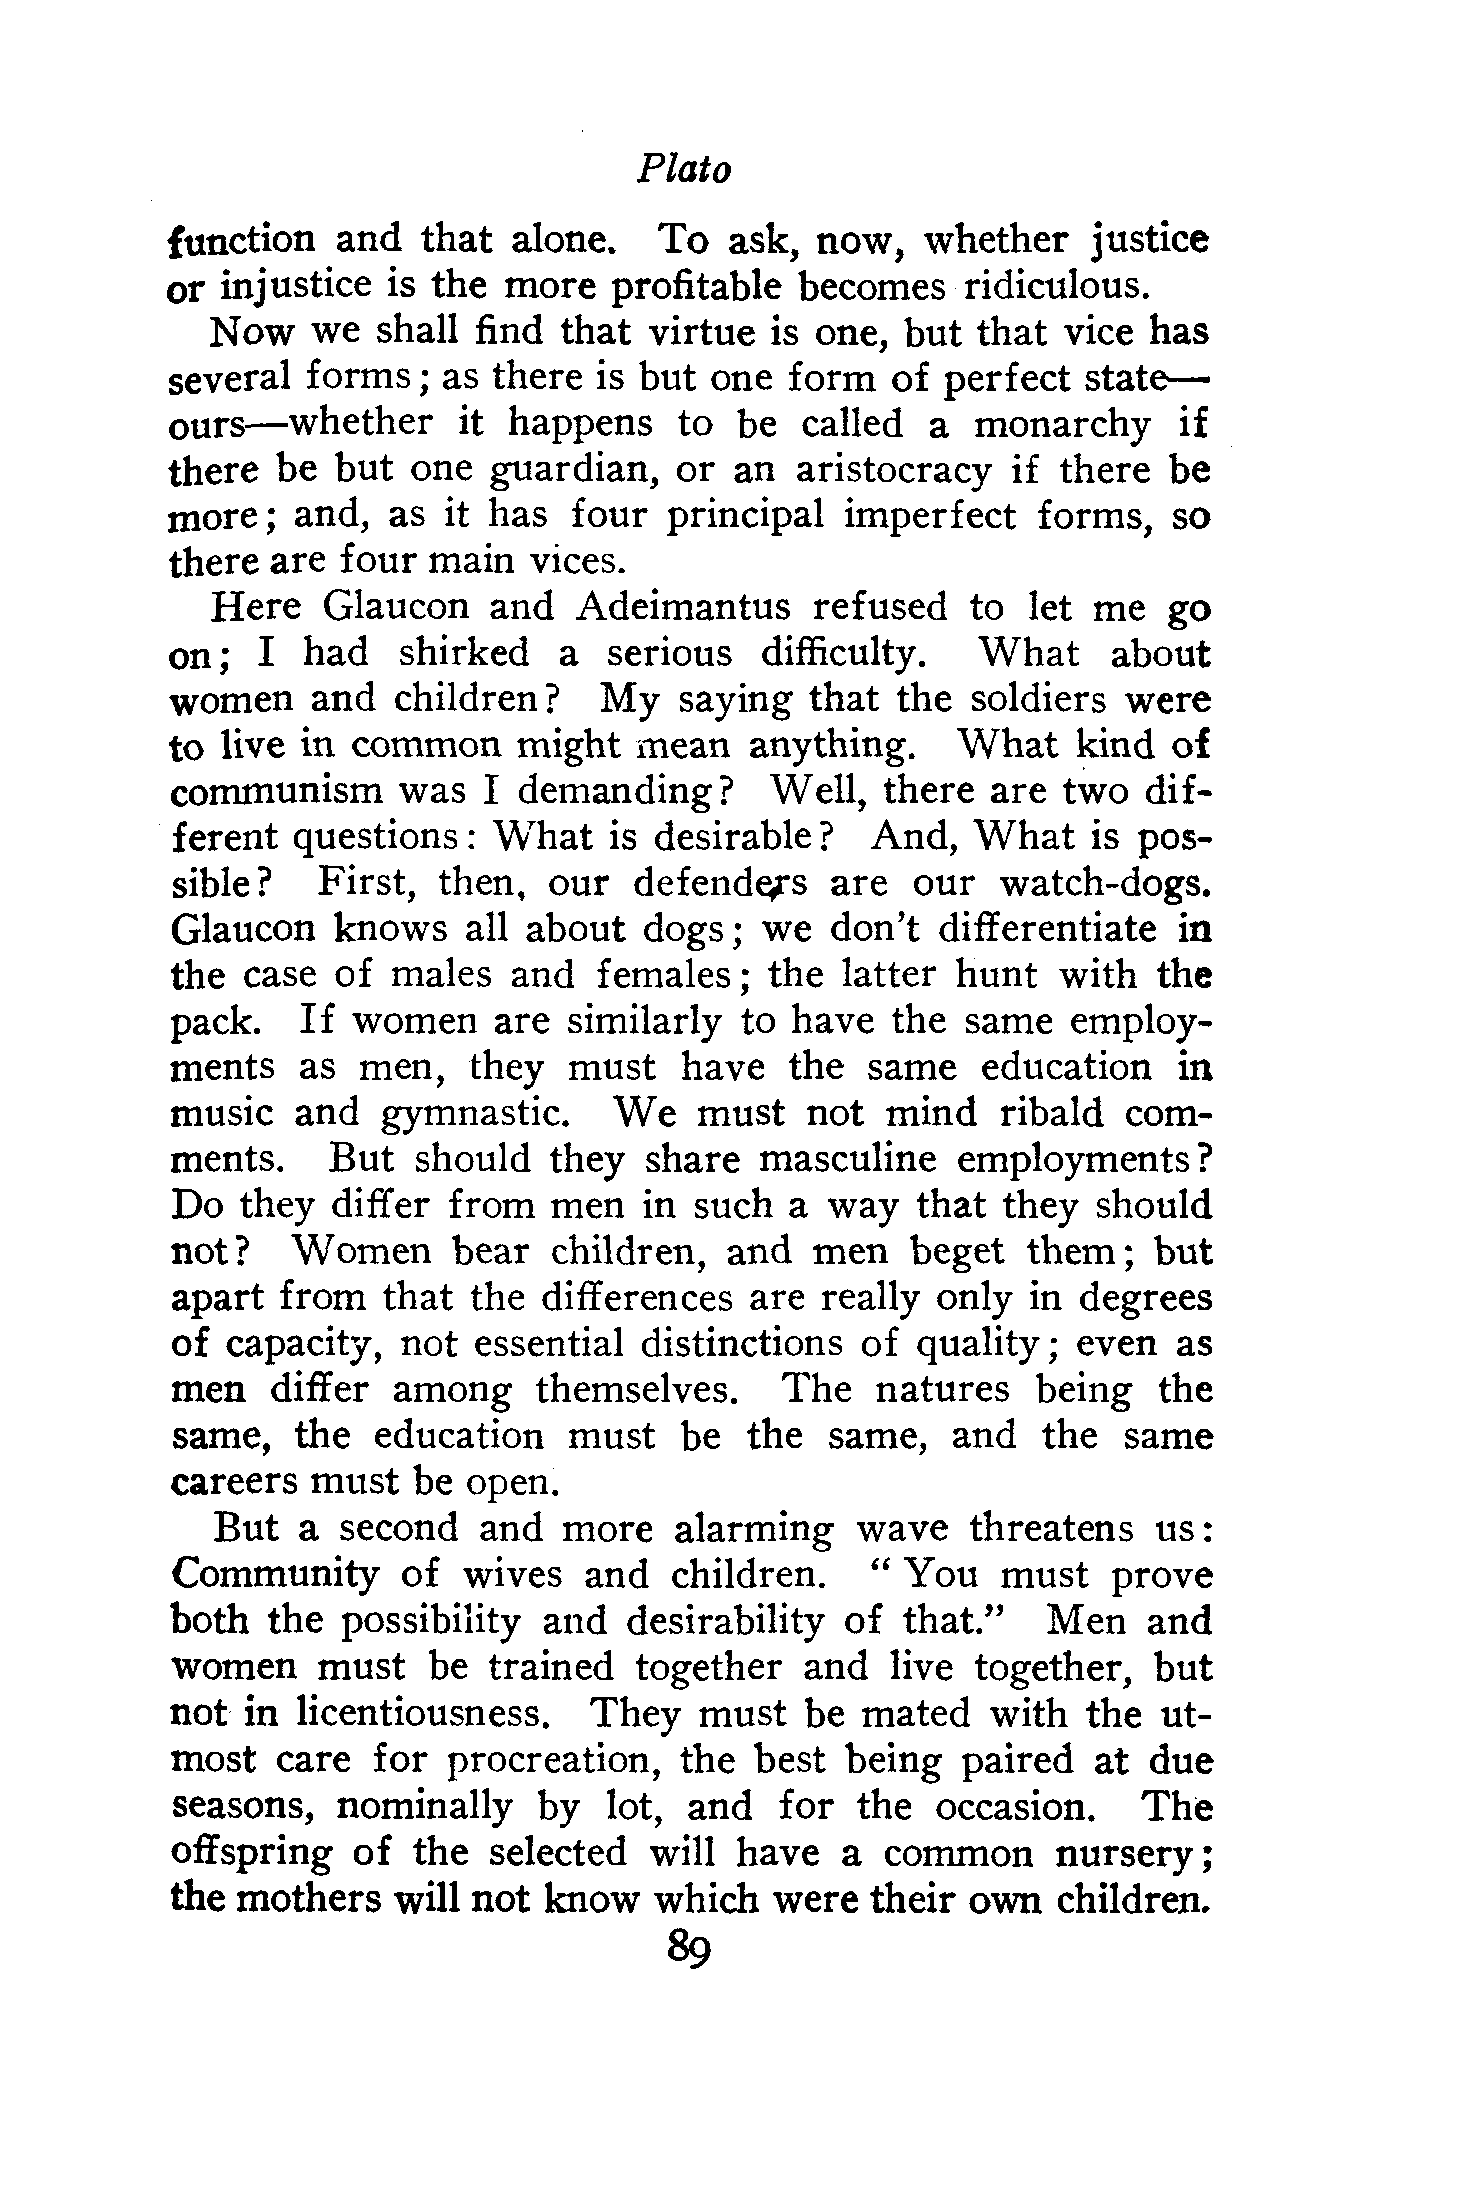 Plato
function and that alone. To ask, now, whether justice
or injustice is the more profitable becomes ridiculous.
Now we shall find that virtue is one, but that vice has
several forms; as there is but one form of perfect state—
ours—whether it happens to be called a monarchy if
there be but one guardian, or an aristocracy if there be
more; and, as it has four principal imperfect forms, so
there are four main vices.
Here Glaucon and Adeimantus refused to let me go
on; I had shirked a serious difficulty. What about
women and children? My saying that the soldiers were
to live in common might mean anything. What kind of
communism was I demanding? Well, there are two dif-
ferent questions: What is desirable? And, What is pos-
sible? First, then, our defenders are our watch-dogs.
Glaucon knows all about dogs; we don't differentiate in
the case of males and females; the latter hunt with the
pack. If women are similarly to have the same employ-
ments as men, they must have the same education in
music and gymnastic. We must not mind ribald com-
ments. But should they share masculine employments?
Do they differ from men in such a way that they should
not? Women bear children, and men beget them; but
apart from that the differences are really only in degrees
of capacity, not essential distinctions of quality; even as
men differ among themselves. The natures being the
same, the education must be the same, and the same
careers must be open.
But a second and more alarming wave threatens us:
Community of wives and children. "You must prove
both the possibility and desirability of that." Men and
women must be trained together and live together, but
not in licentiousness. They must be mated with the ut-
most care for procreation, the best being paired at due
seasons, nominally by lot, and for the occasion. The
offspring of the selected will have a common nursery;
the mothers will not know which were their own children.
89